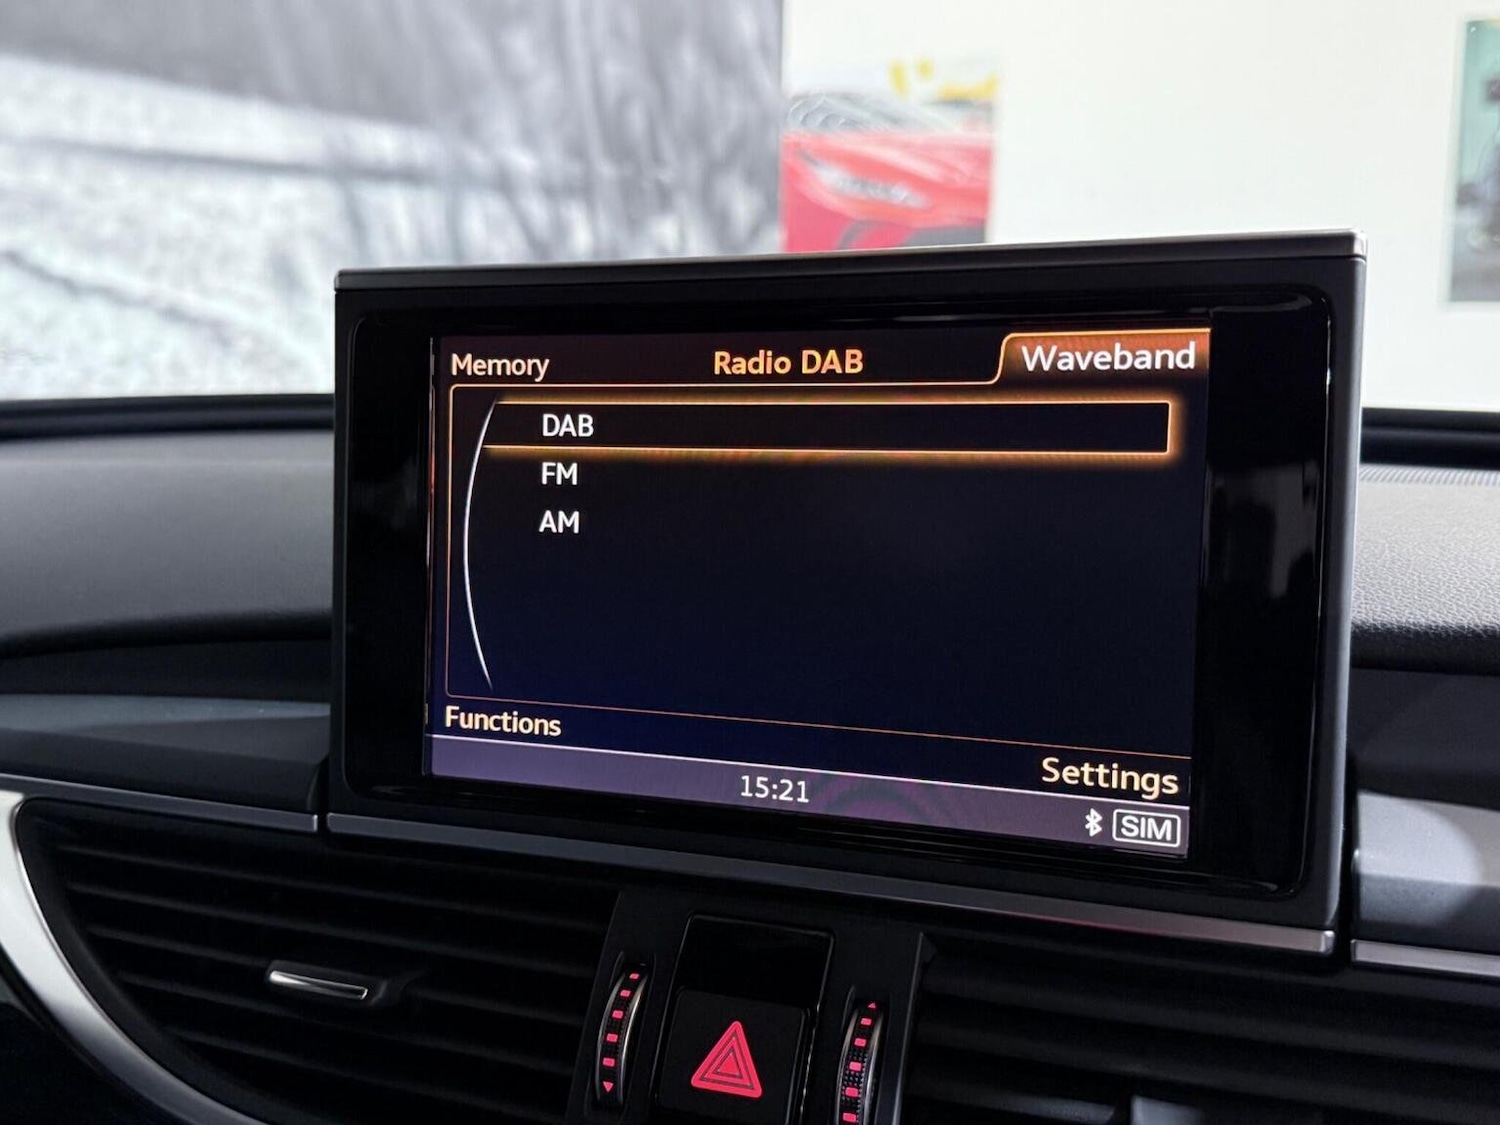 Memory
Radio DAB
Waveband
DAB
FM
AM
Functions
Settings
15:21
SIM